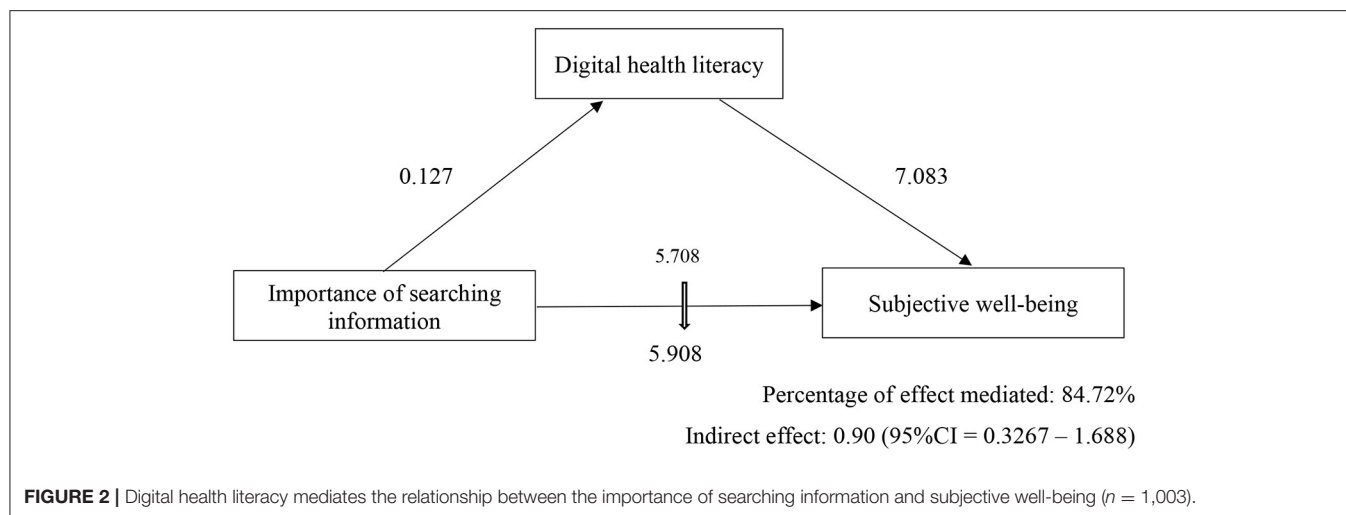 Digital health literacy
0.127
7.083
5.708
Importance of searching
information
Subjective well-being
5.908
Percentage of effect mediated: 84.72%
Indirect effect: 0.90 (95%CI = 0.3267 – 1.688)
FIGURE 2 | Digital health literacy mediates the relationship between the importance of searching information and subjective well-being (n = 1,003).